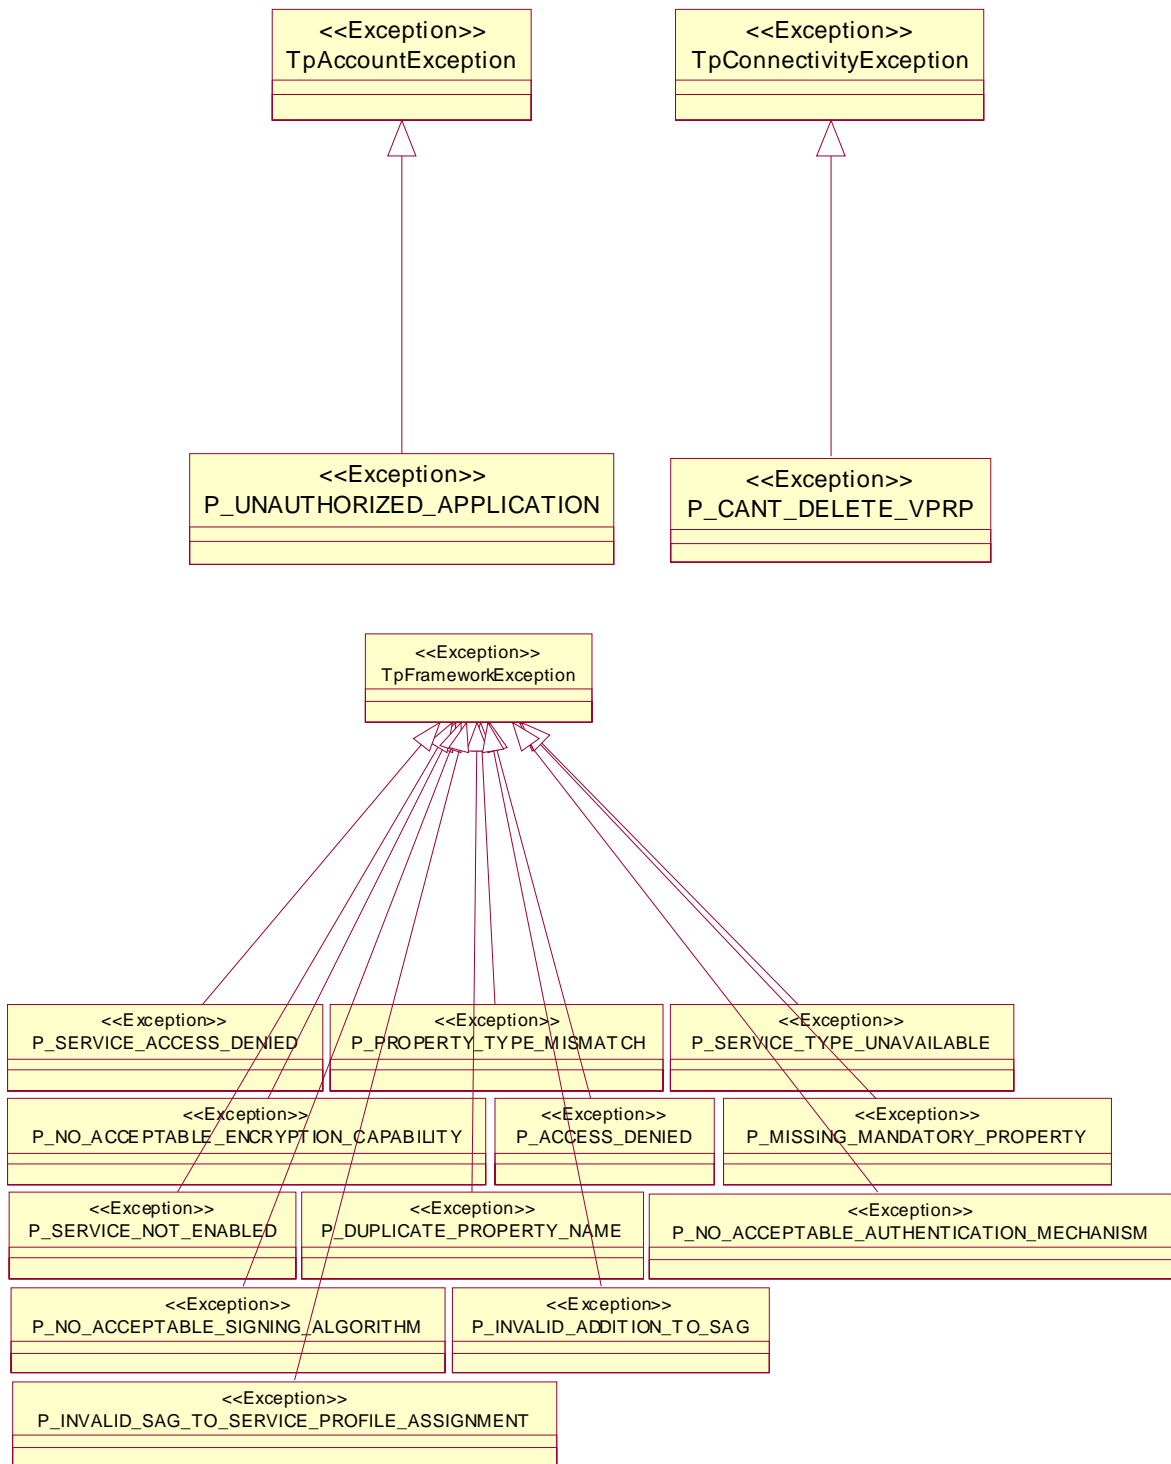 <<Exception>>
TpAccountException
<<Exception>>
TpConnectivityException
<<Exception>>
P_UNAUTHORIZED_APPLICATION
<<Exception>>
P_CANT_DELETE_VPRP
<<Exception>>
TpFrameworkException
<<Exception>>
P_SERVICE_ACCESS_DENIED
<<Exception>>
P_PROPERTY_TYPE_MISMATCH
<<Exception>>
P_SERVICE_TYPE_UNAVAILABLE
<<Exception>>
P_NO_ACCEPTABLE_ENCRYPTION_CAPABILITY
<<Exception>>
P_ACCESS_DENIED
<<Exception>>
P_MISSING_MANDATORY_PROPERTY
<<Exception>>
P_SERVICE_NOT_ENABLED
<<Exception>>
P_DUPLICATE_PROPERTY_NAME
<<Exception>>
P_NO_ACCEPTABLE_AUTHENTICATION_MECHANISM
<<Exception>>
P_NO_ACCEPTABLE_SIGNING_ALGORITHM
<<Exception>>
P_INVALID_ADDITION_TO_SAG
<<Exception>>
P_INVALID_SAG_TO_SERVICE_PROFILE_ASSIGNMENT